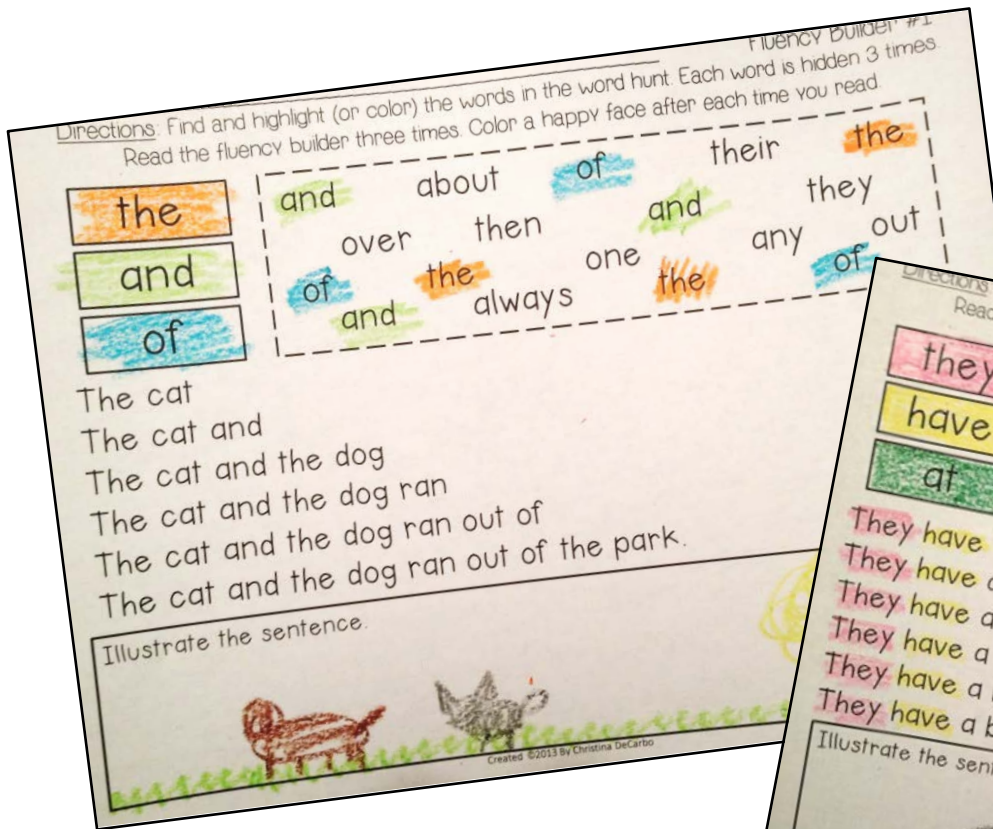 Fluency Builder #1
Directions: Find and highlight (or color) the words in the word hunt. Each word is hidden 3 times.
Read the fluency builder three times. Color a happy face after each time you read.
the
and
of
and about of their the
over then and they
of the one any out
and always the of
The cat
The cat and
The cat and the dog
The cat and the dog ran
The cat and the dog ran out of
The cat and the dog ran out of the park.
Illustrate the sentence.
Created ©2013 By Christina DeCarbo
Directions
Read
they
have
at
They have
They have
They have a
They have a
They have a
They have a b
Illustrate the sent